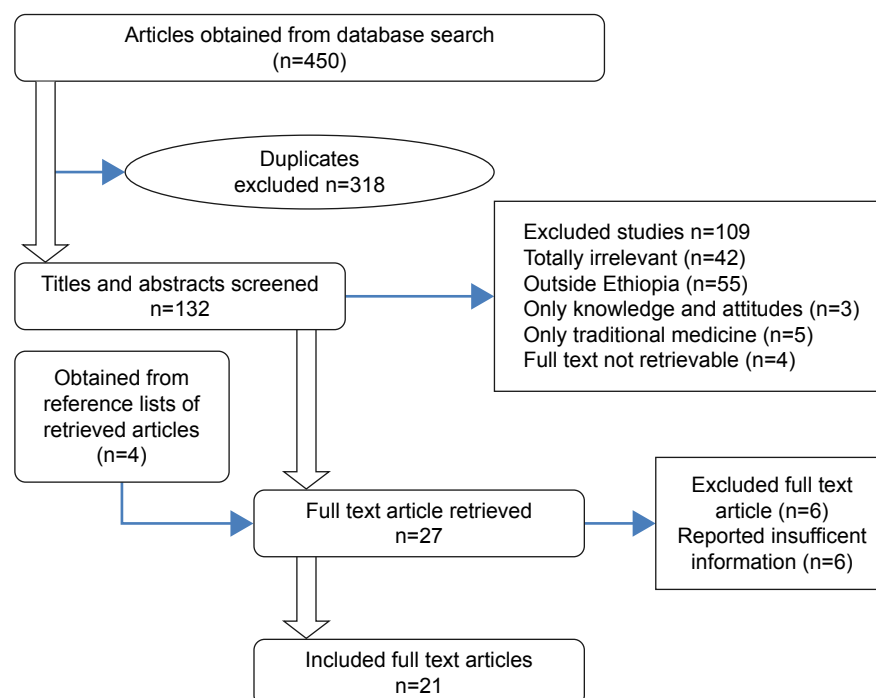 Articles obtained from database search
(n=450)
Duplicates
excluded n=318
Excluded studies n=109
Totally irrelevant (n=42)
Outside Ethiopia (n=55)
Only knowledge and attitudes (n=3)
Only traditional medicine (n=5)
Full text not retrievable (n=4)
Titles and abstracts screened
n=132
Obtained from
reference lists of
retrieved articles
(n=4)
Full text article retrieved
n=27
Excluded full text
article (n=6)
Reported insufficent
information (n=6)
Included full text articles
n=21